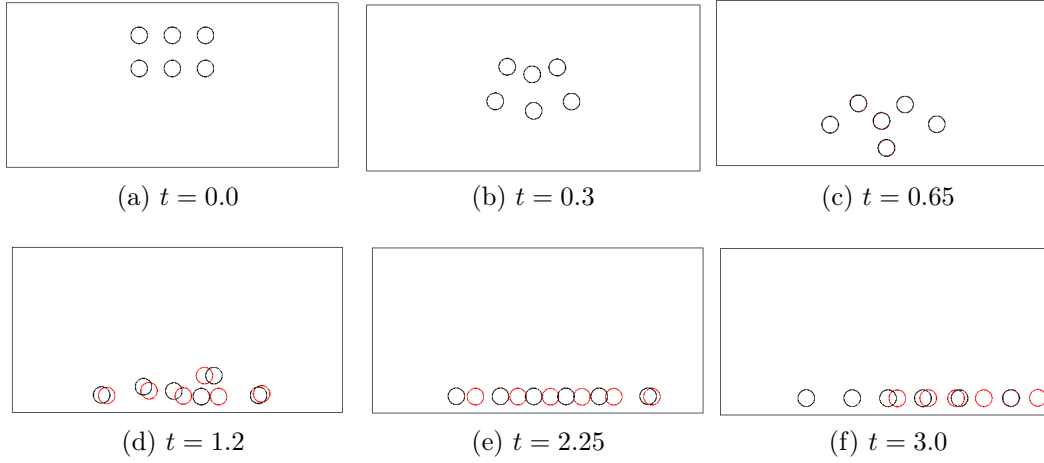 (a) t = 0.0
(b) t = 0.3
(c) t = 0.65
(d) t = 1.2
(e) t = 2.25
(f) t = 3.0